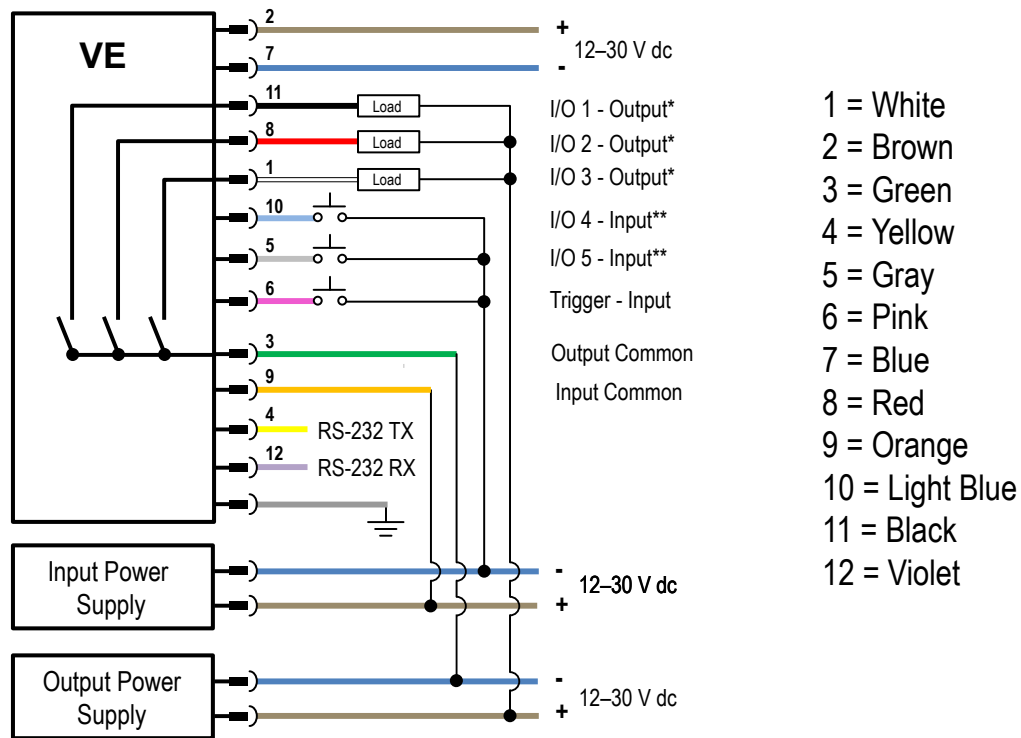 VE
2
+
12–30 V dc
7
-
11
Load
I/O 1 - Output*
8
Load
I/O 2 - Output*
1
Load
I/O 3 - Output*
10
I/O 4 - Input**
5
I/O 5 - Input**
6
Trigger - Input
3
Output Common
9
Input Common
4
RS-232 TX
12
RS-232 RX
Input Power
Supply
-
12–30 V dc
+
Output Power
Supply
-
12–30 V dc
+
1 = White
2 = Brown
3 = Green
4 = Yellow
5 = Gray
6 = Pink
7 = Blue
8 = Red
9 = Orange
10 = Light Blue
11 = Black
12 = Violet